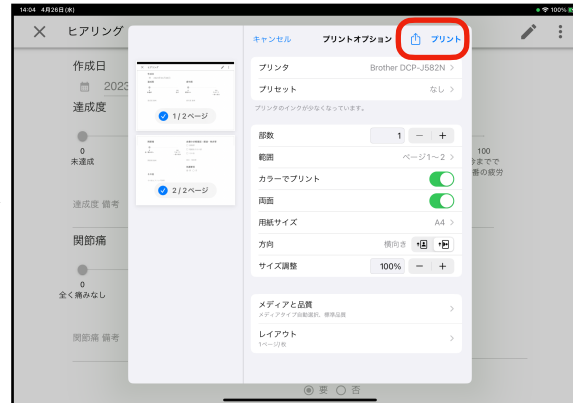 14:04 4月26日(水)
100%
ヒアリング
作成日
2023
達成度
0
未達成
達成度 備考
関節痛
0
全く痛みなし
関節痛 備考
100
番の疲労
要 否
キャンセル プリントオプション プリント
プリンタ Brother DCP-J582N
プリセット なし
プリンタのインクが少なくなっています。
部数 1
範囲 ページ1～2
カラーでプリント
両面
用紙サイズ A4
方向 横向き
サイズ調整 100%
メディアと品質
メディアタイプ自動選択、標準品質
レイアウト
1ページ/枚
1/2ページ
2/2ページ